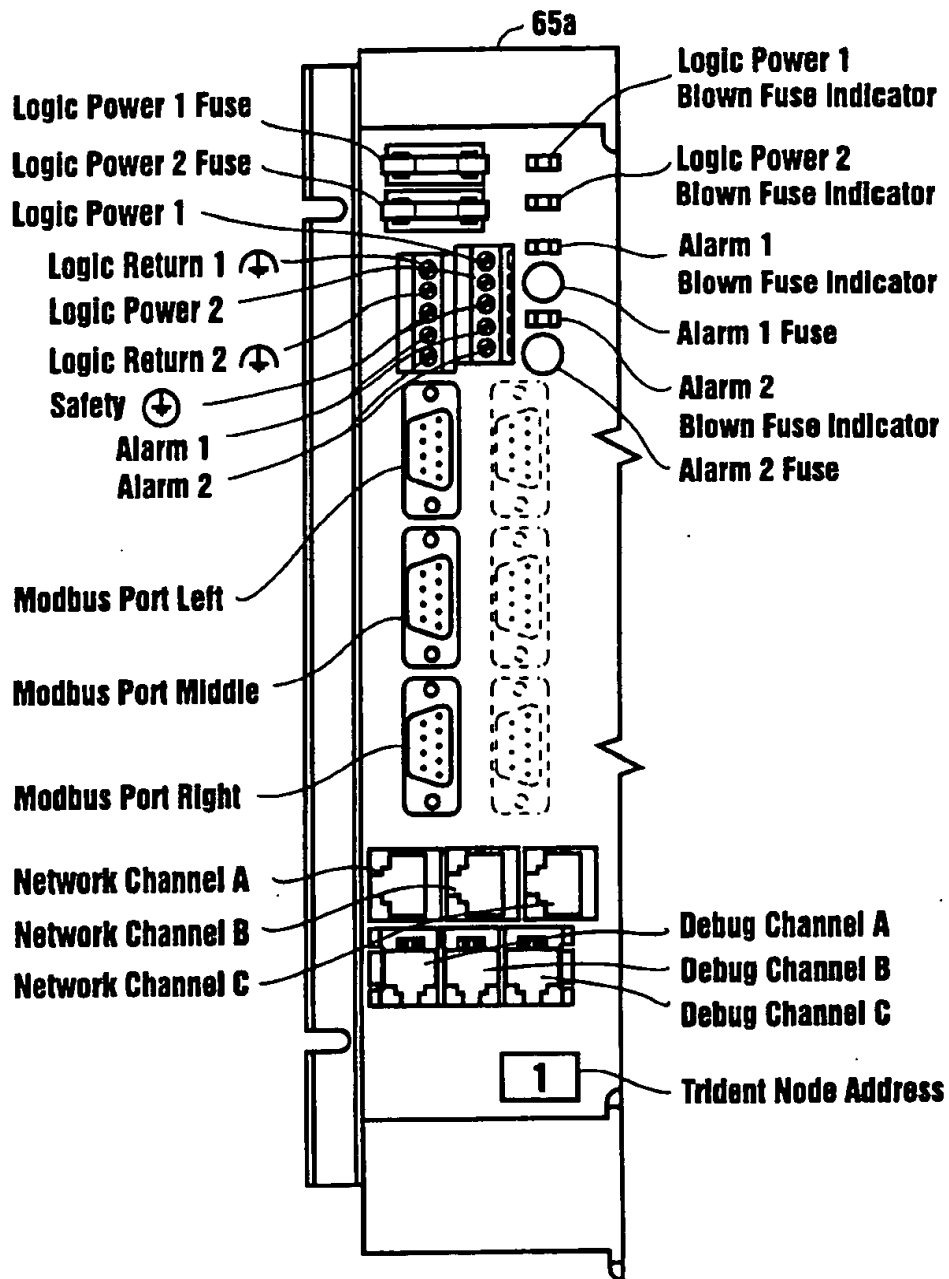 65a
Logic Power 1 Fuse
Logic Power 2 Fuse
Logic Power 1
Logic Return 1
Logic Power 2
Logic Return 2
Safety
Alarm 1
Alarm 2
Modbus Port Left
Modbus Port Middle
Modbus Port Right
Network Channel A
Network Channel B
Network Channel C
Logic Power 1
Blown Fuse Indicator
Logic Power 2
Blown Fuse Indicator
Alarm 1
Blown Fuse Indicator
Alarm 1 Fuse
Alarm 2
Blown Fuse Indicator
Alarm 2 Fuse
Debug Channel A
Debug Channel B
Debug Channel C
1
Trident Node Address